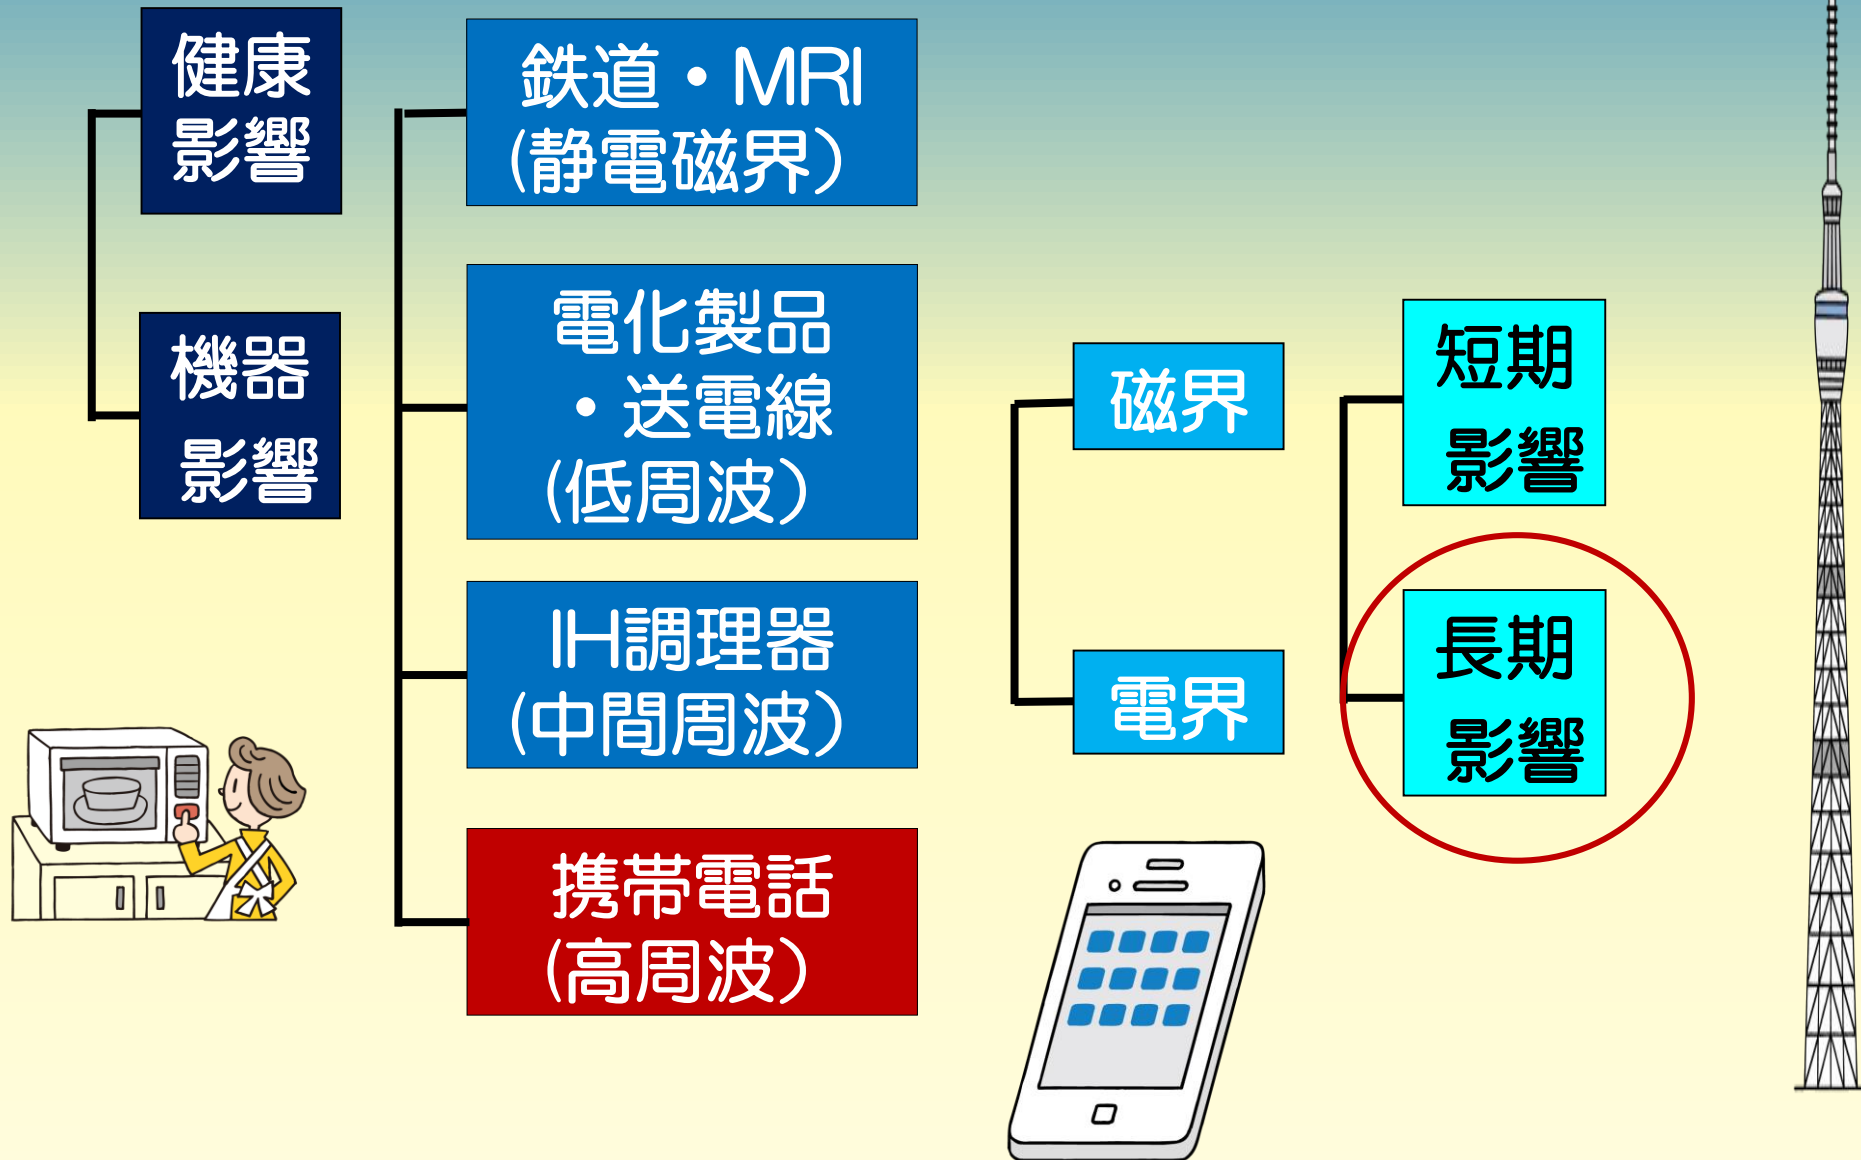 健康
影響
機器
影響
鉄道・MRI
(静電磁界)
電化製品
・送電線
(低周波)
IH調理器
(中間周波)
携帯電話
(高周波)
磁界
電界
短期
影響
長期
影響